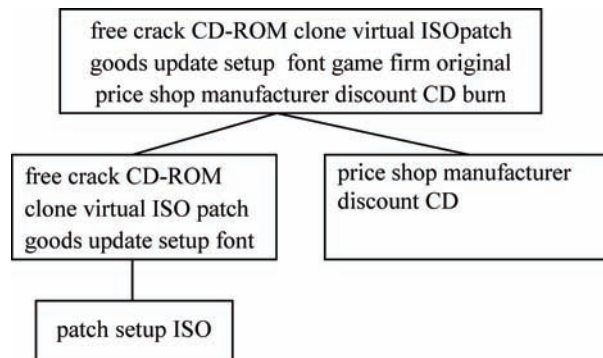 free crack CD-ROM clone virtual ISOpatch
goods update setup font game firm original
price shop manufacturer discount CD burn
free crack CD-ROM
clone virtual ISO patch
goods update setup font
price shop manufacturer
discount CD
patch setup ISO